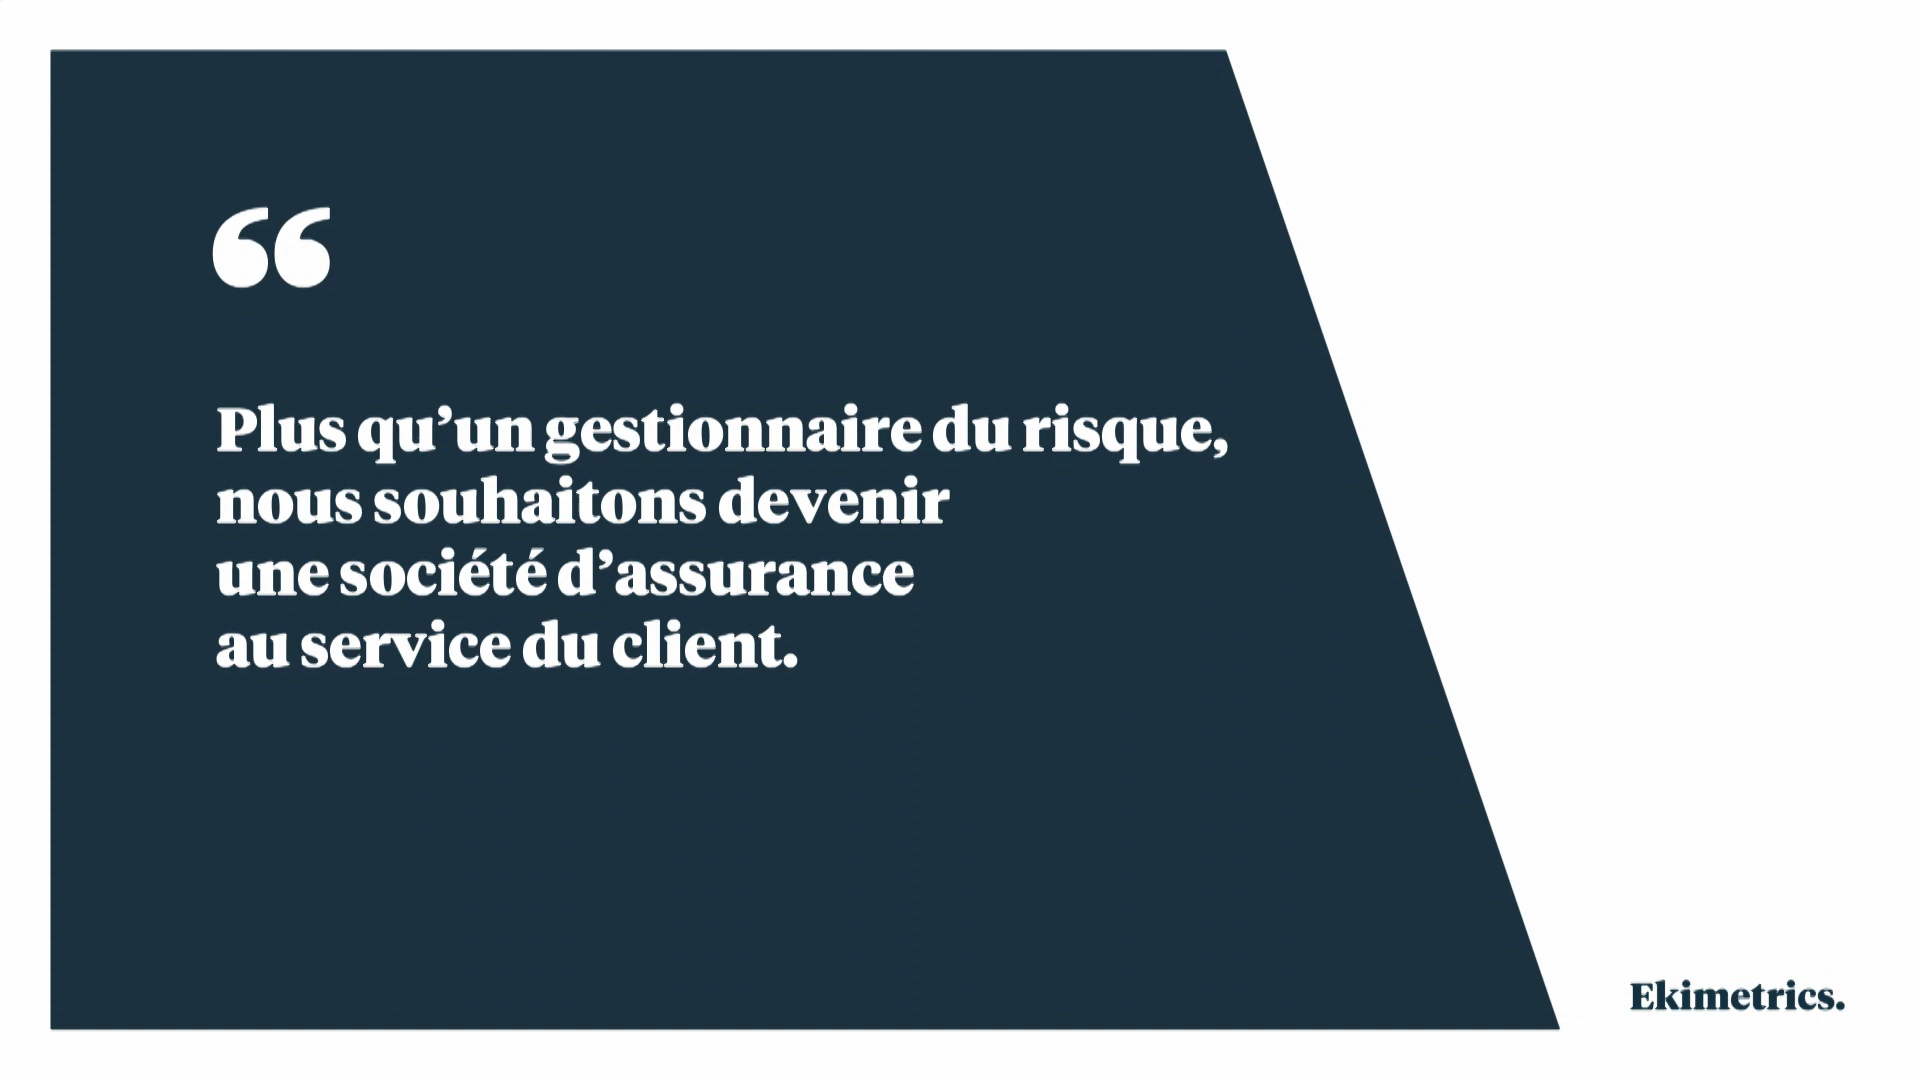 “
Plus qu’un gestionnaire du risque,
nous souhaitons devenir
une société d’assurance
au service du client.
Ekimetrics.